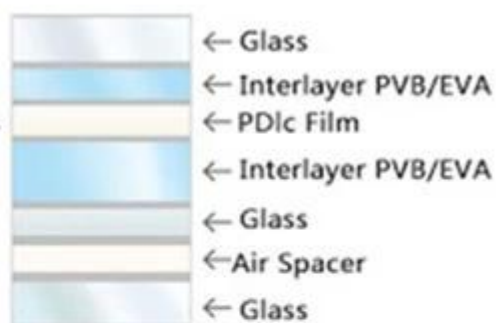 ← Glass
← Interlayer PVB/EVA
← PDlc Film
← Interlayer PVB/EVA
← Glass
← Air Spacer
← Glass